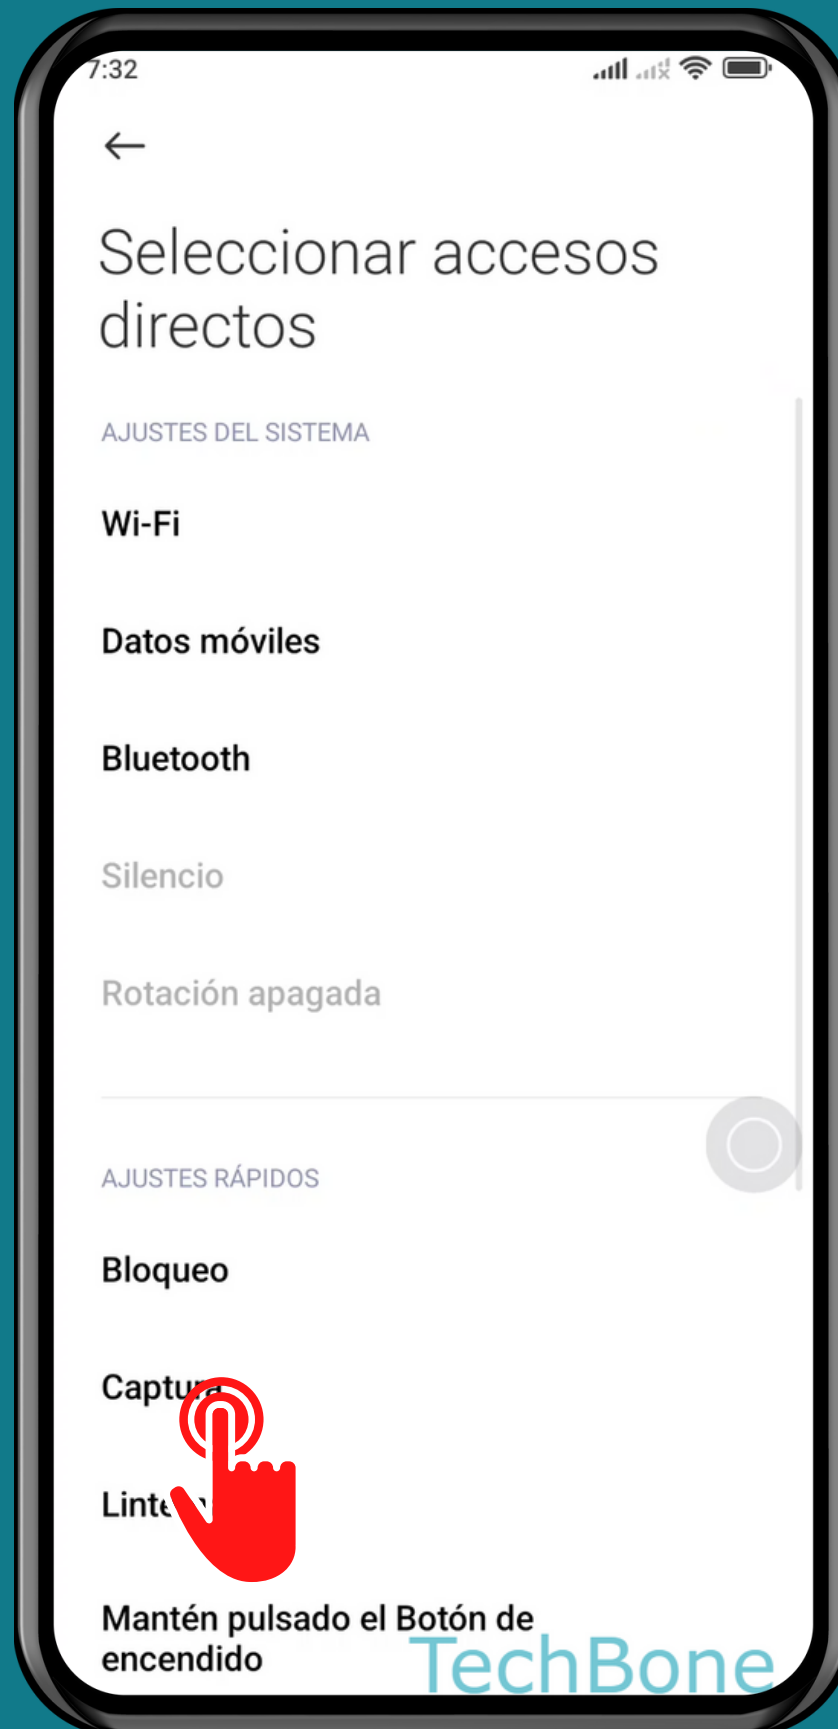 7:32
Seleccionar accesos
directos
AJUSTES DEL SISTEMA
Wi-Fi
Datos móviles
Bluetooth
Silencio
Rotación apagada
AJUSTES RÁPIDOS
Bloqueo
Captura
Mantén pulsado el Botón de
encendido
TechBone